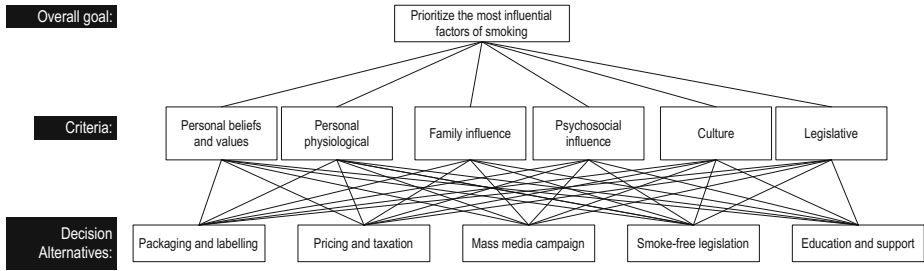 Overall goal:
Prioritize the most influential
factors of smoking
Criteria:
Personal beliefs
and values
Personal
physiological
Family influence
Psychosocial
influence
Culture
Legislative
Decision
Alternatives:
Packaging and labelling
Pricing and taxation
Mass media campaign
Smoke-free legislation
Education and support